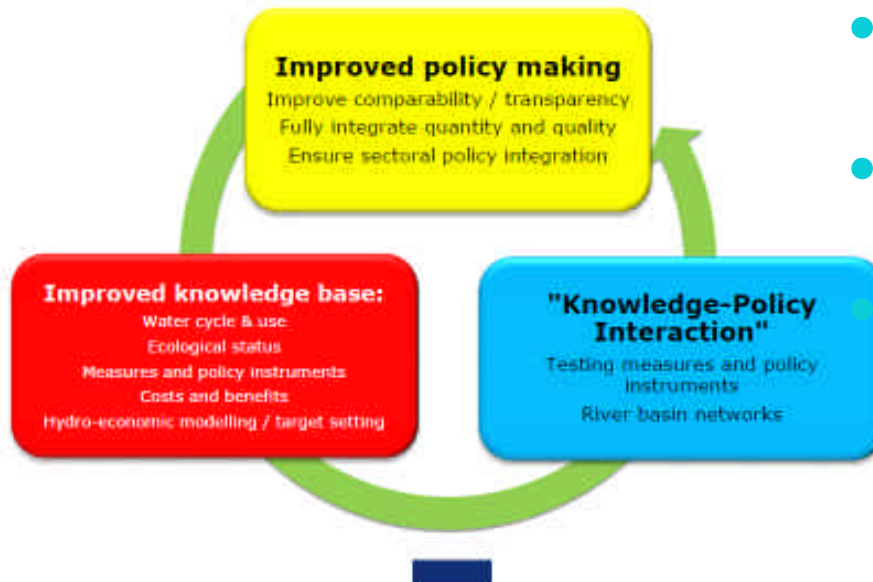 Improved policy making
Improve comparability / transparency
Fully integrate quantity and quality
Ensure sectoral policy integration
Improved knowledge base:
Water cycle & use
Ecological status
Measures and policy instruments
Costs and benefits
Hydro-economic modelling / target setting
"Knowledge-Policy
Interaction"
Testing measures and policy
instruments
River basin networks